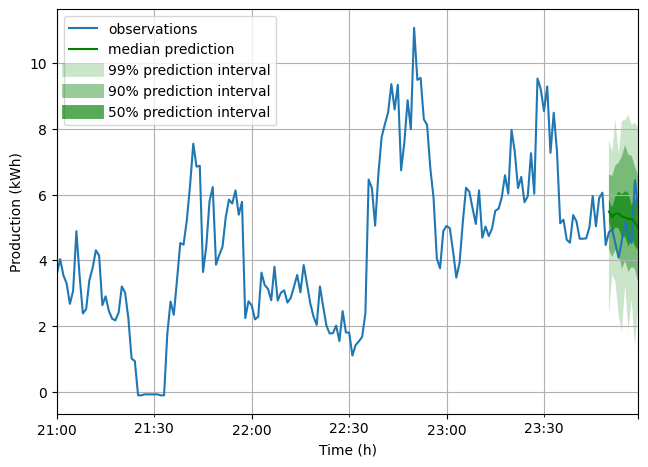 observations
median prediction
99% prediction interval
90% prediction interval
50% prediction interval
10
8
6
4
2
0
Production (kWh)
21:00
21:30
22:00
22:30
23:00
23:30
Time (h)